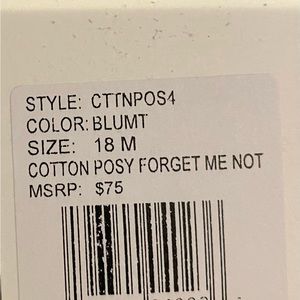 STYLE: CTTNPOS4
COLOR: BLUMT
SIZE: 18 M
COTTON POSY FORGET ME NOT
MSRP: $75